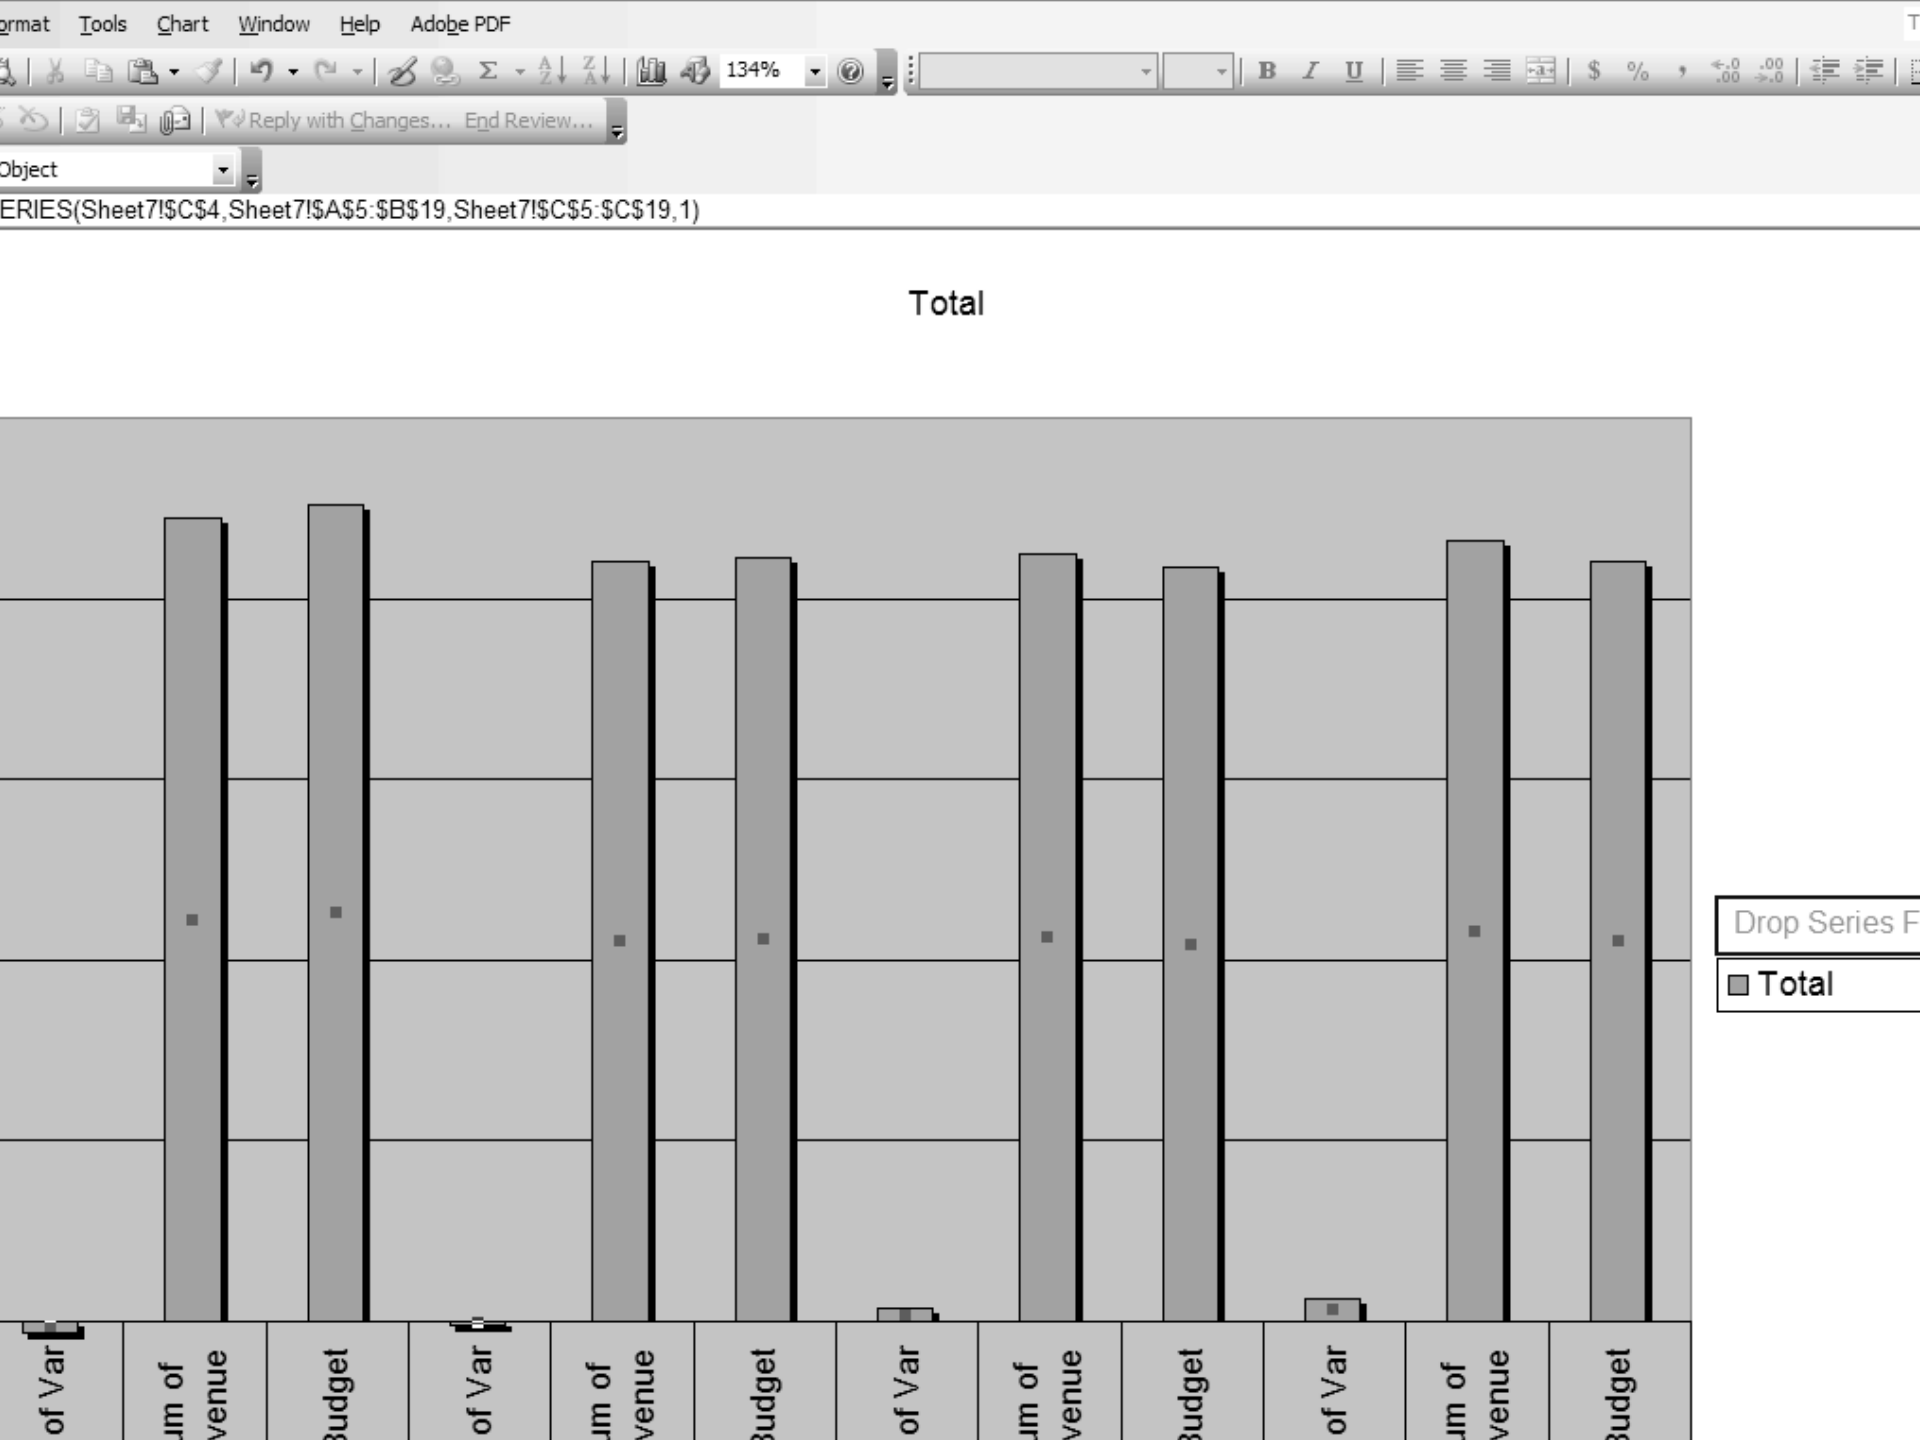 ormat Tools Chart Window Help Adobe PDF T
134% B I U $ % ,
Reply with Changes... End Review...
Object
ERIES(Sheet7!$C$4,Sheet7!$A$5:$B$19,Sheet7!$C$5:$C$19,1)
Total
Drop Series F
Total
of Var
um of
venue
Budget
of Var
um of
venue
Budget
of Var
um of
venue
Budget
of Var
um of
venue
Budget